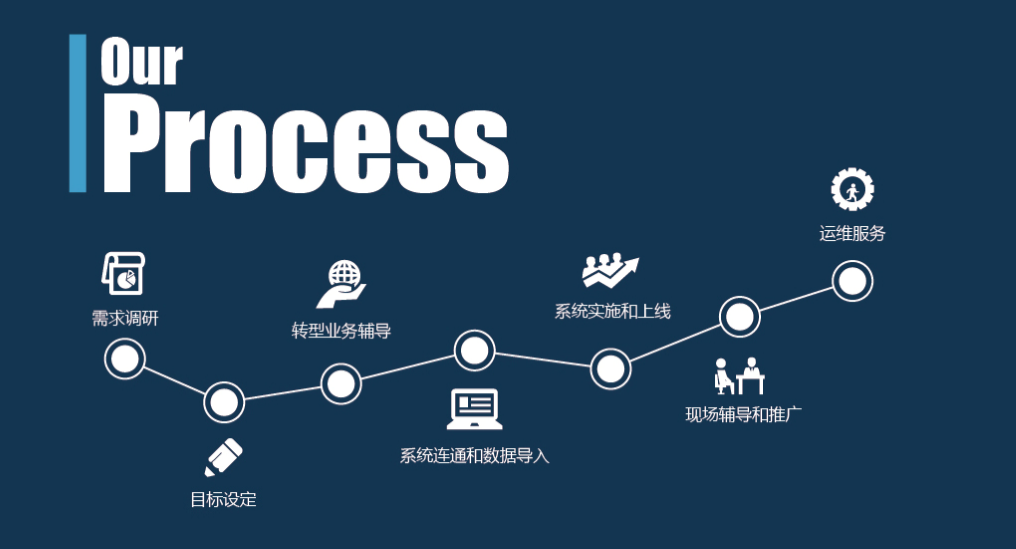 Our
Process
需求调研
目标设定
转型业务辅导
系统连通和数据导入
系统实施和上线
现场辅导和推广
运维服务